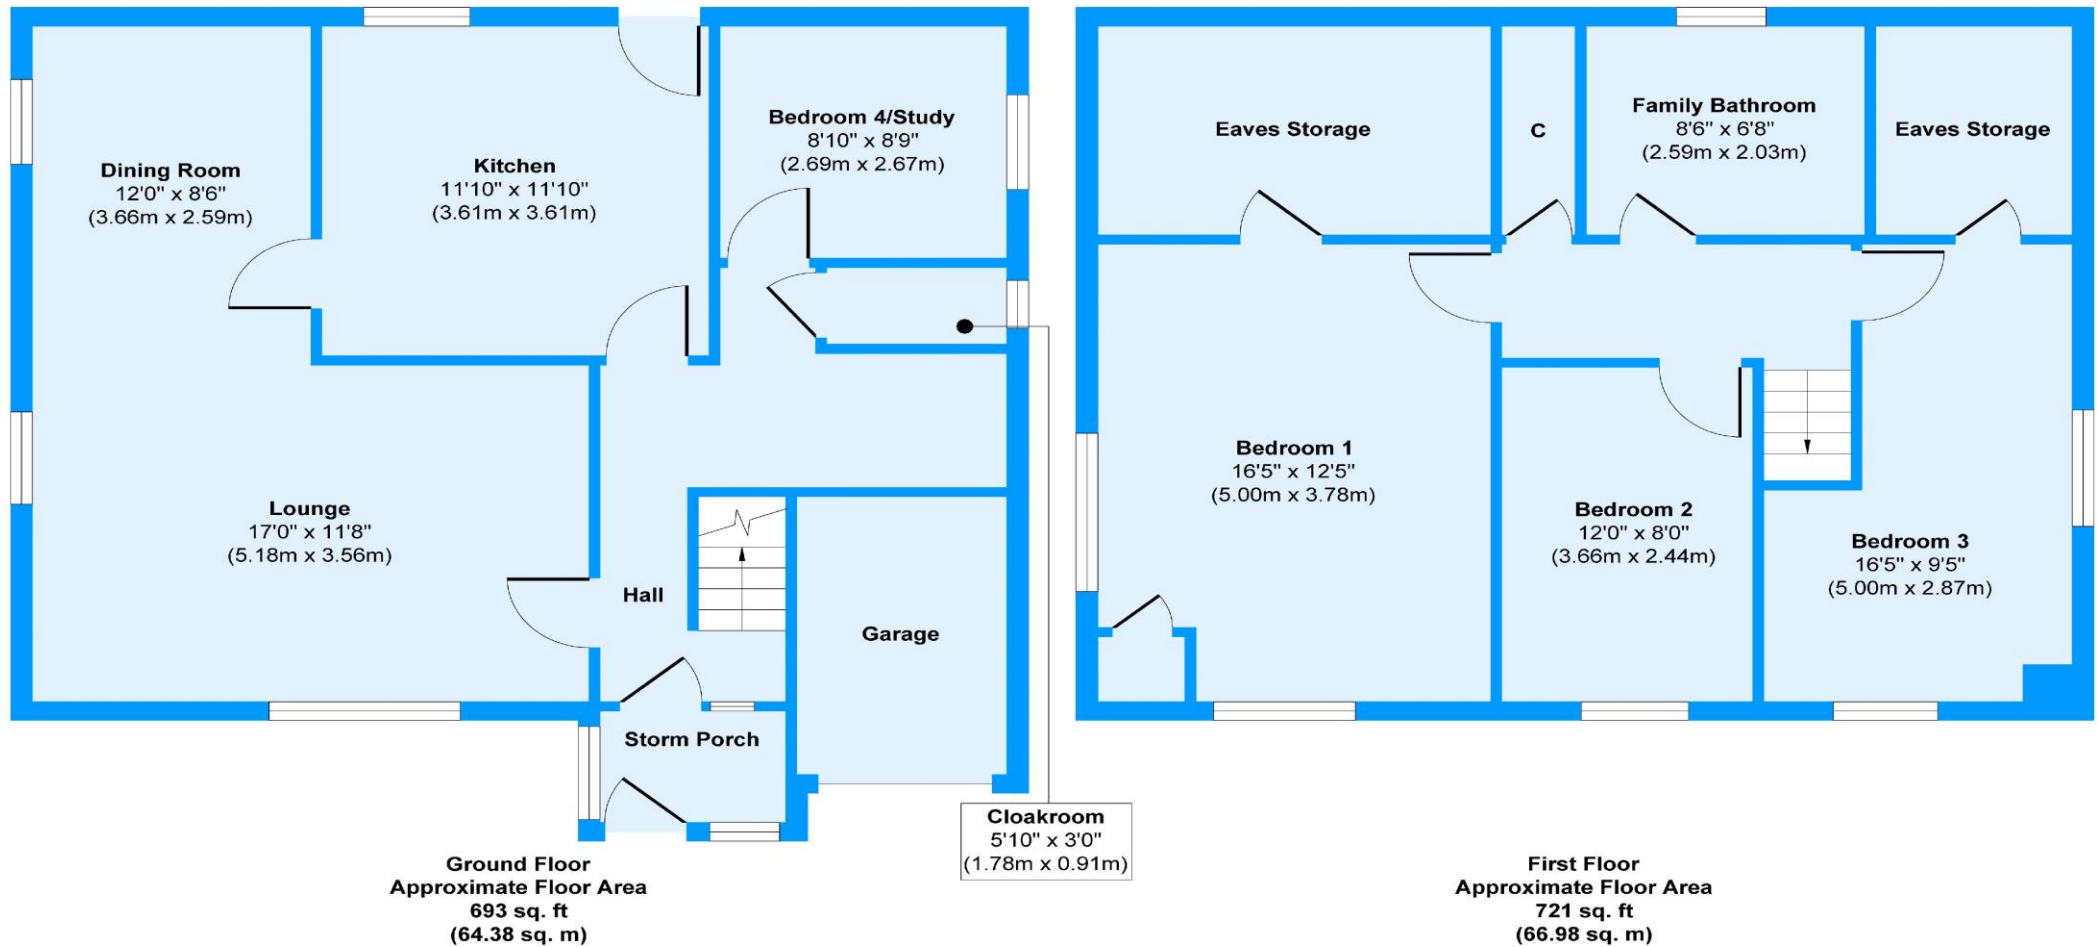 Dining Room
12'0" x 8'6"
(3.66m x 2.59m)
Kitchen
11'10" x 11'10"
(3.61m x 3.61m)
Bedroom 4/Study
8'10" x 8'9"
(2.69m x 2.67m)
Lounge
17'0" x 11'8"
(5.18m x 3.56m)
Hall
Garage
Storm Porch
Cloakroom
5'10" x 3'0"
(1.78m x 0.91m)
Ground Floor
Approximate Floor Area
693 sq. ft
(64.38 sq. m)
Eaves Storage
C
Family Bathroom
8'6" x 6'8"
(2.59m x 2.03m)
Eaves Storage
Bedroom 1
16'5" x 12'5"
(5.00m x 3.78m)
Bedroom 2
12'0" x 8'0"
(3.66m x 2.44m)
Bedroom 3
16'5" x 9'5"
(5.00m x 2.87m)
First Floor
Approximate Floor Area
721 sq. ft
(66.98 sq. m)